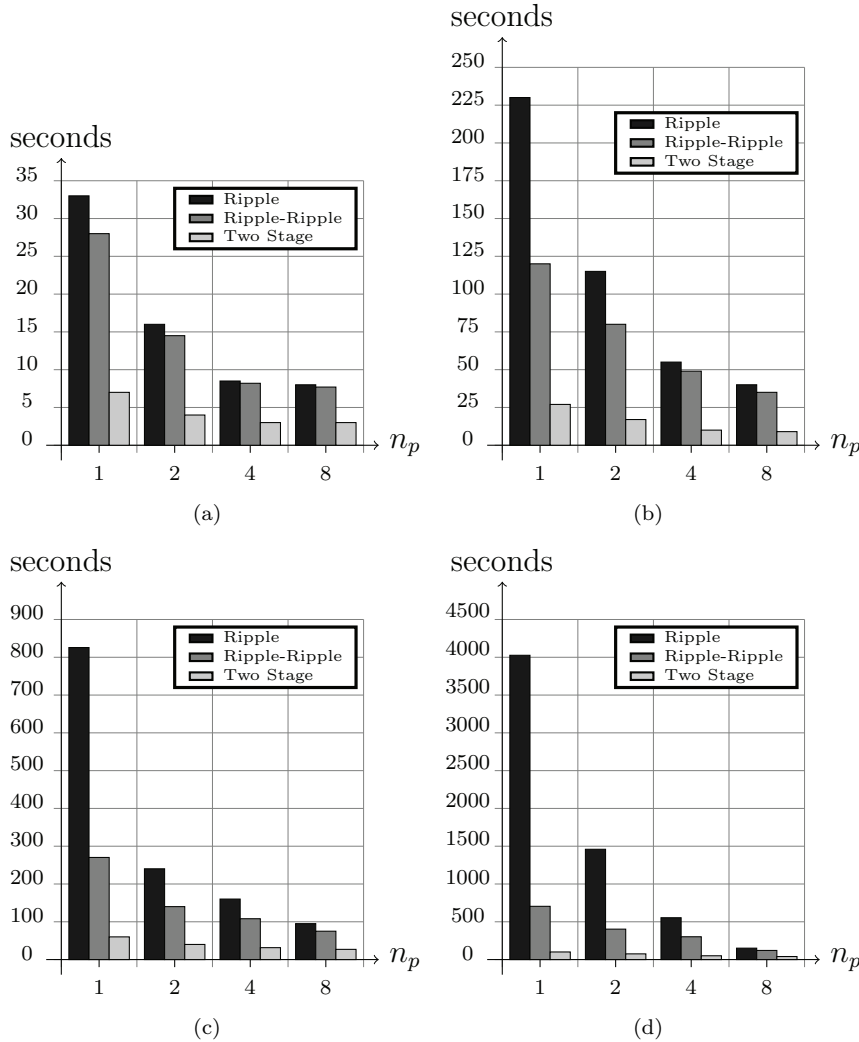 seconds
35
30
25
20
15
10
5
0
Ripple
Ripple-Ripple
Two Stage
1 2 4 8
n_p
(a)
seconds
250
225
200
175
150
125
100
75
50
25
0
Ripple
Ripple-Ripple
Two Stage
1 2 4 8
n_p
(b)
seconds
900
800
700
600
500
400
300
200
100
0
Ripple
Ripple-Ripple
Two Stage
1 2 4 8
n_p
(c)
seconds
4500
4000
3500
3000
2500
2000
1500
1000
500
0
Ripple
Ripple-Ripple
Two Stage
1 2 4 8
n_p
(d)